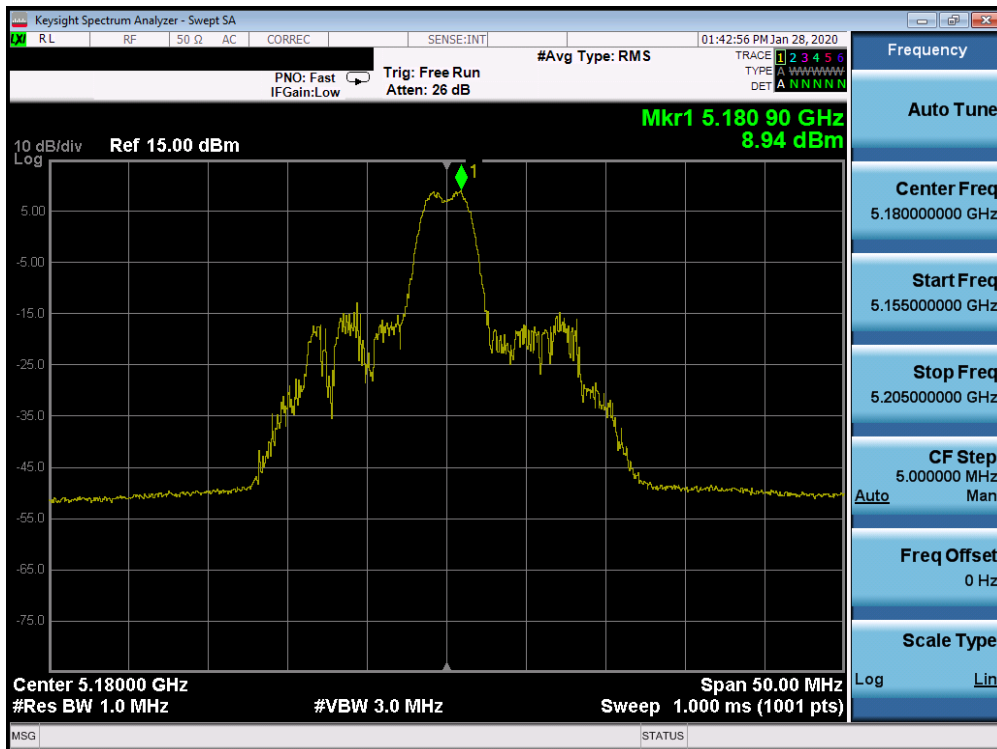 Keysight Spectrum Analyzer - Swept SA
LXI RL RF 50 Ω AC CORREC SENSE:INT 01:42:56 PM Jan 28, 2020
#Avg Type: RMS TRACE 1 2 3 4 5 6
PNO: Fast Trig: Free Run TYPE A WWWWW
IFGain:Low Atten: 26 dB DET A N N N N N
Mkr1 5.180 90 GHz
8.94 dBm
10 dB/div Ref 15.00 dBm
Log
1
5.00
-5.00
-15.0
-25.0
-35.0
-45.0
-55.0
-65.0
-75.0
Center 5.18000 GHz Span 50.00 MHz
#Res BW 1.0 MHz #VBW 3.0 MHz Sweep 1.000 ms (1001 pts)
MSG STATUS
Frequency
Auto Tune
Center Freq
5.180000000 GHz
Start Freq
5.155000000 GHz
Stop Freq
5.205000000 GHz
CF Step
5.000000 MHz
Auto Man
Freq Offset
0 Hz
Scale Type
Log Lin